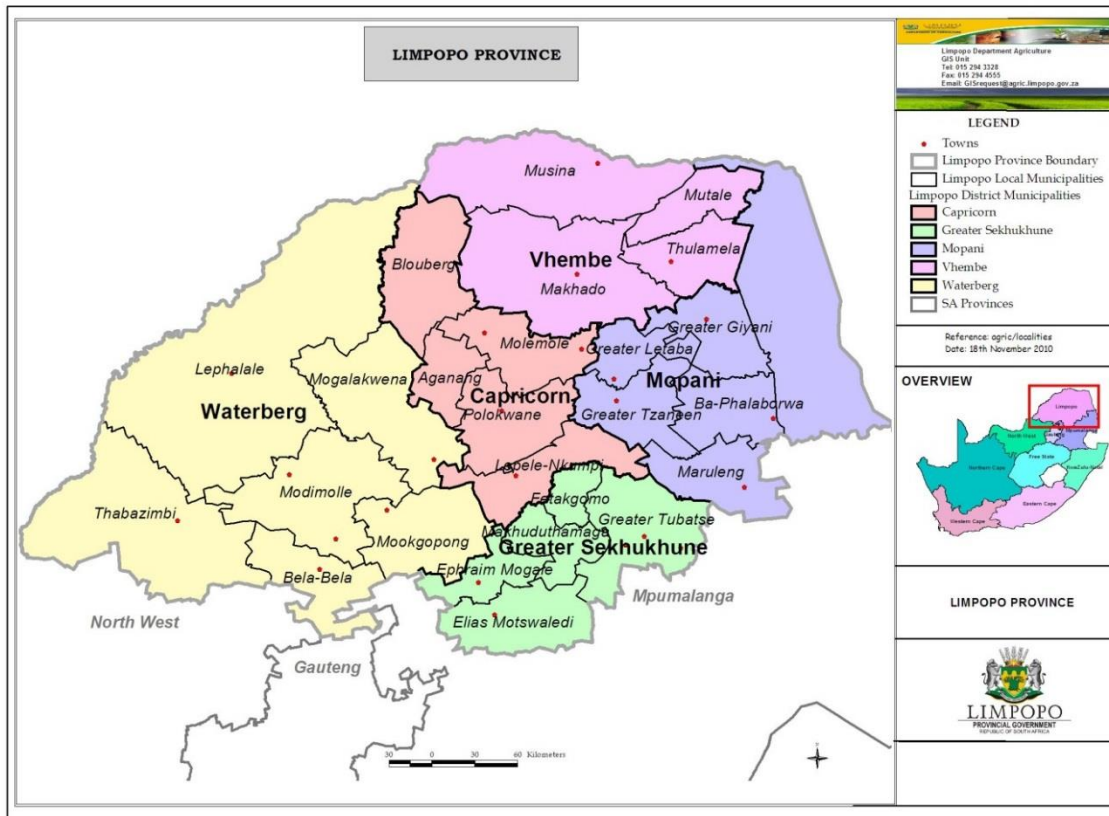 LIMPOPO PROVINCE
Limpopo Department Agriculture
GIS Unit
Tel: 015 294 3328
Fax: 015 294 4555
Email: GISrequest@agric.limpopo.gov.za
LEGEND
Towns
Limpopo Province Boundary
Limpopo Local Municipalities
Limpopo District Municipalities
Capricorn
Greater Sekhukhune
Mopani
Vhembe
Waterberg
SA Provinces
Reference: agric/localities
Date: 18th November 2010
OVERVIEW
Limpopo
North West
Mpumalanga
Free State
Northern Cape
KwaZulu Natal
Eastern Cape
Western Cape
LIMPOPO PROVINCE
LIMPOPO
PROVINCIAL GOVERNMENT
REPUBLIC OF SOUTH AFRICA
Musina
Mutale
Thulamela
Blouberg
Vhembe
Makhado
Greater Giyani
Molemole
Greater Letaba
Lephalale
Mogalakwena
Aganang
Mopani
Capricorn
Waterberg
Polokwane
Greater Tzaneen
Ba-Phalaborwa
Lepele-Nkumpi
Maruleng
Modimolle
Fetakgomo
Thabazimbi
Greater Tubatse
Makhuduthamaga
Mookgopong
Greater Sekhukhune
Ephraim Mogale
Bela-Bela
Mpumalanga
Elias Motswaledi
North West
Gauteng
30 0 30 60 Kilometers